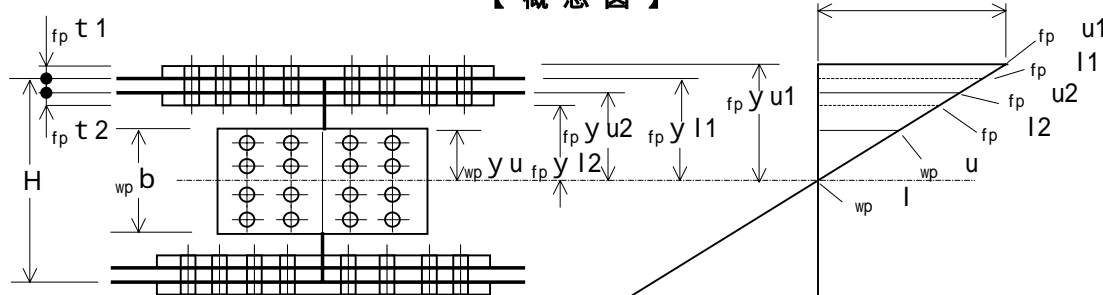 【 概 念 図 】
fp t 1
fp t 2
H
wp b
fp y u1
fp y l1
fp y u2
fp y l2
wp y u
fp u1
fp l1
fp u2
fp l2
wp u
wp l